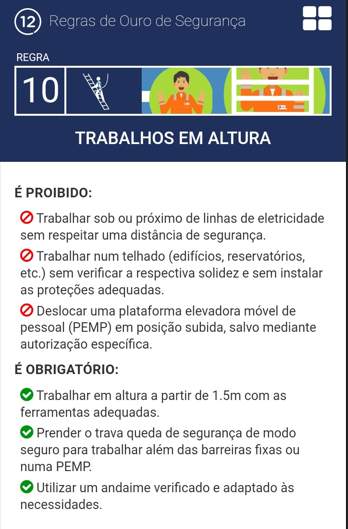 12 Regras de Ouro de Segurança
REGRA
10
TRABALHOS EM ALTURA
É PROIBIDO:
Trabalhar sob ou próximo de linhas de eletricidade
sem respeitar uma distância de segurança.
Trabalhar num telhado (edifícios, reservatórios,
etc.) sem verificar a respectiva solidez e sem instalar
as proteções adequadas.
Deslocar uma plataforma elevadora móvel de
pessoal (PEMP) em posição subida, salvo mediante
autorização específica.
É OBRIGATÓRIO:
Trabalhar em altura a partir de 1.5m com as
ferramentas adequadas.
Prender o trava queda de segurança de modo
seguro para trabalhar além das barreiras fixas ou
numa PEMP.
Utilizar um andaime verificado e adaptado às
necessidades.